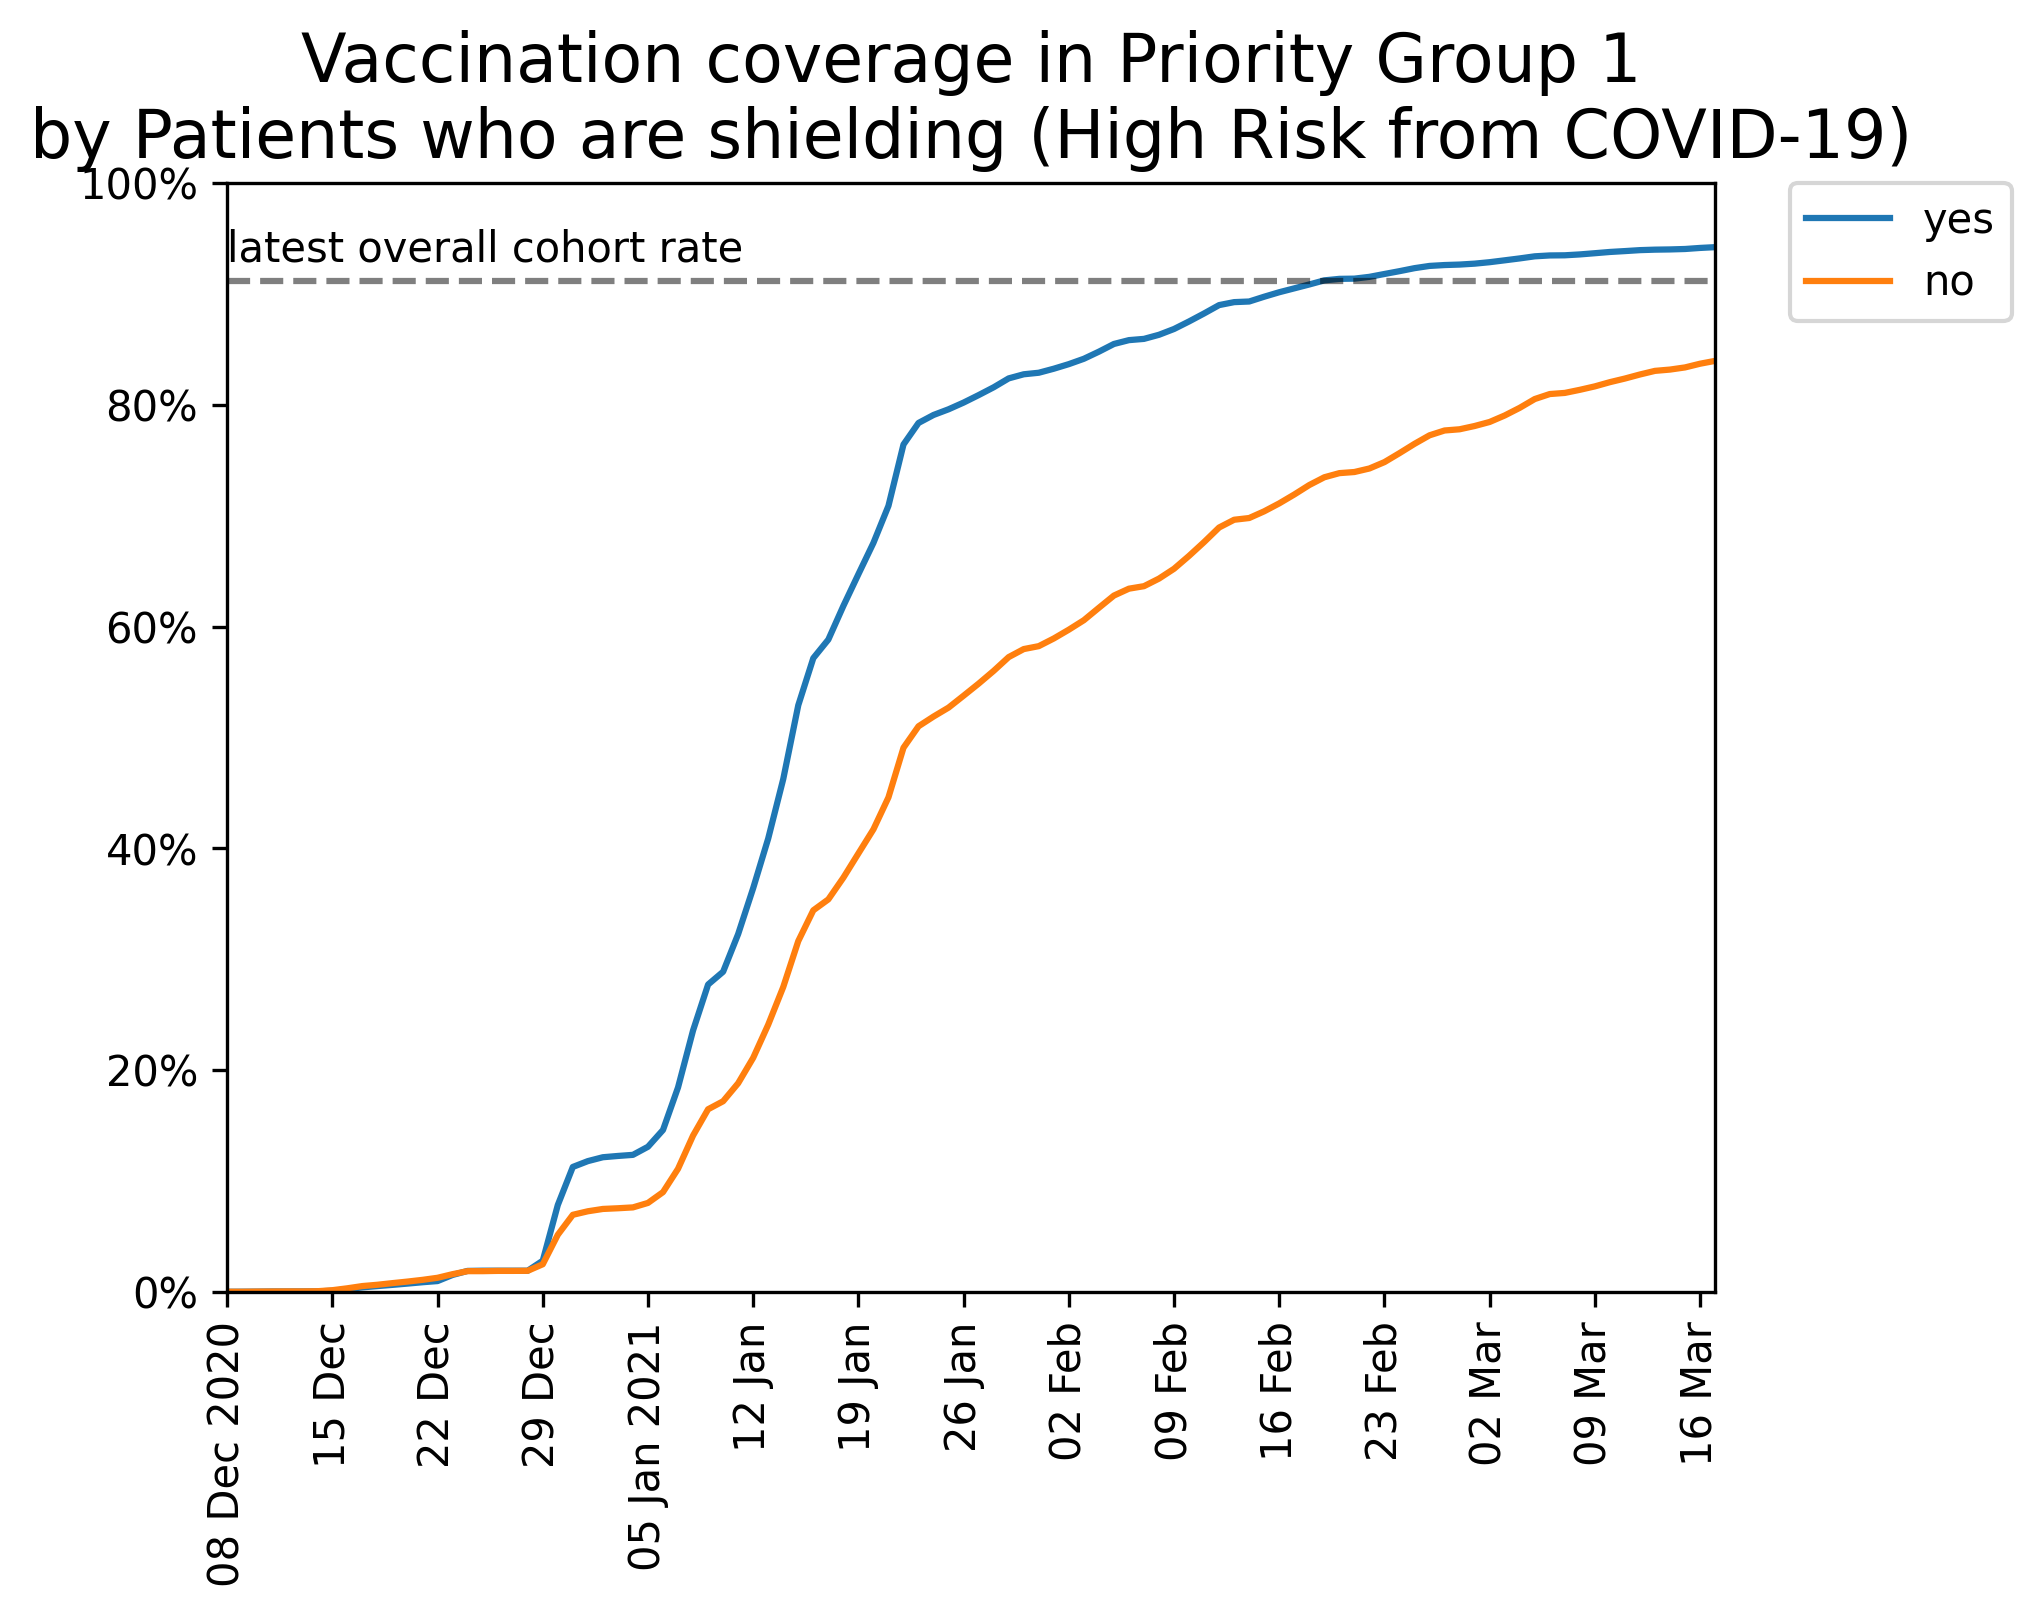 Vaccination coverage in Priority Group 1
by Patients who are shielding (High Risk from COVID-19)
100%
80%
60%
40%
20%
0%
latest overall cohort rate
yes
no
08 Dec 2020
15 Dec
22 Dec
29 Dec
05 Jan 2021
12 Jan
19 Jan
26 Jan
02 Feb
09 Feb
16 Feb
23 Feb
02 Mar
09 Mar
16 Mar